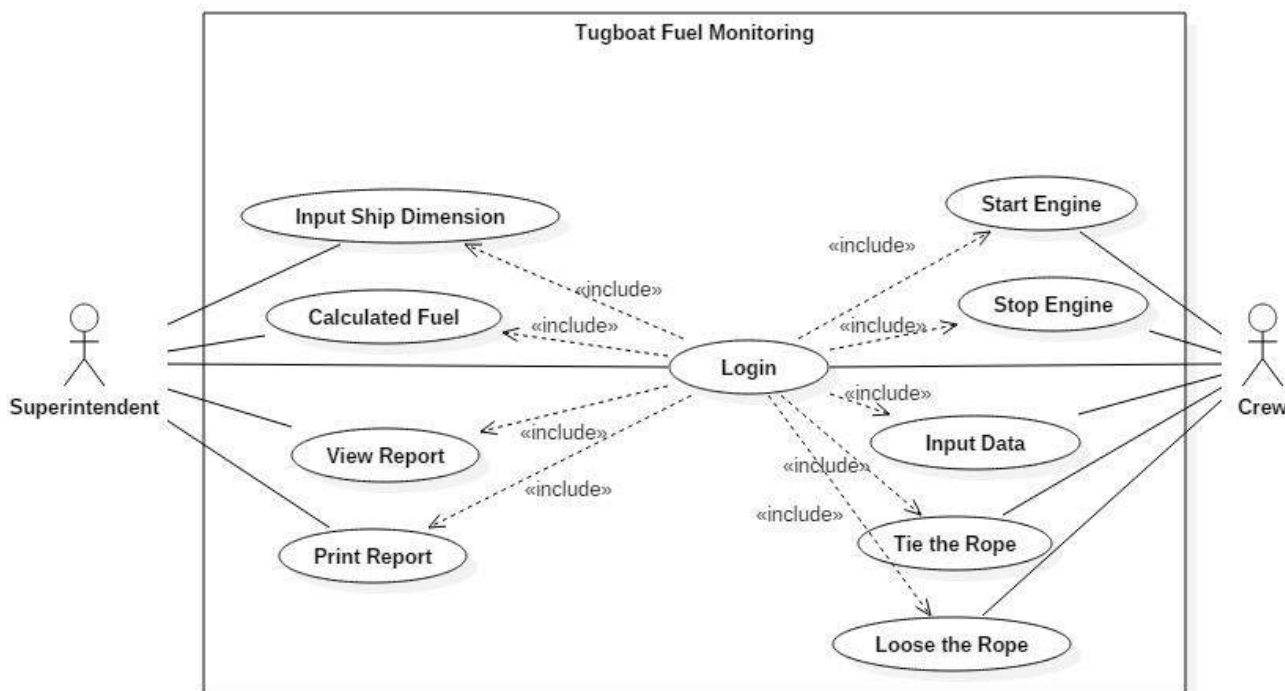 Tugboat Fuel Monitoring
Input Ship Dimension
Start Engine
«include»
«include»
Calculated Fuel
«include»
«include»
Stop Engine
Login
Superintendent
Crew
«include»
View Report
«include»
Input Data
«include»
«include»
«include»
Print Report
Tie the Rope
Loose the Rope